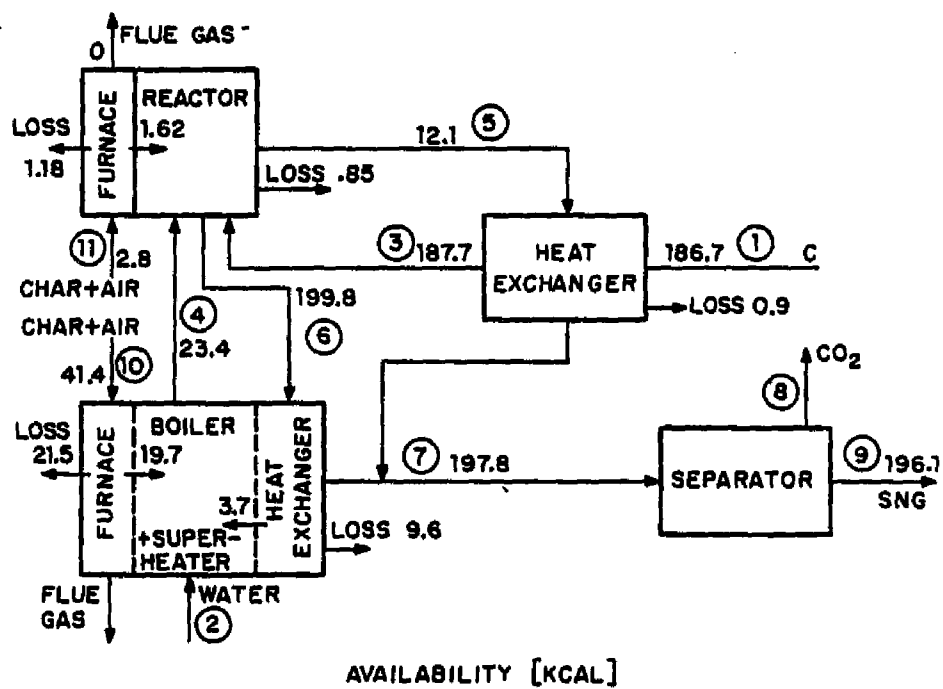 FLUE GAS
0
REACTOR
FURNACE
LOSS
1.62
1.18
12.1
5
LOSS .85
11
2.8
CHAR+AIR
3
187.7
HEAT
EXCHANGER
186.7
1
C
LOSS 0.9
199.8
6
4
23.4
CHAR+AIR
41.4
10
CO2
8
LOSS
21.5
FURNACE
BOILER
19.7
3.7
+SUPER-
HEATER
HEAT
EXCHANGER
7
197.8
SEPARATOR
9
196.1
SNG
LOSS 9.6
FLUE
GAS
WATER
2
AVAILABILITY [KCAL]